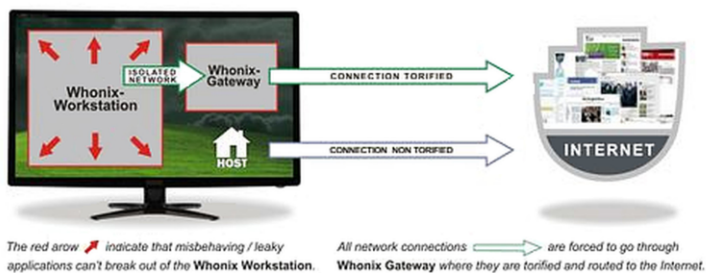 ISOLATED
NETWORK
Whonix-
Workstation
Whonix-
Gateway
CONNECTION TORIFIED
HOST
CONNECTION NON TORIFIED
INTERNET
The red arow indicate that misbehaving / leaky
applications can't break out of the Whonix Workstation.
All network connections are forced to go through
Whonix Gateway where they are torified and routed to the Internet.